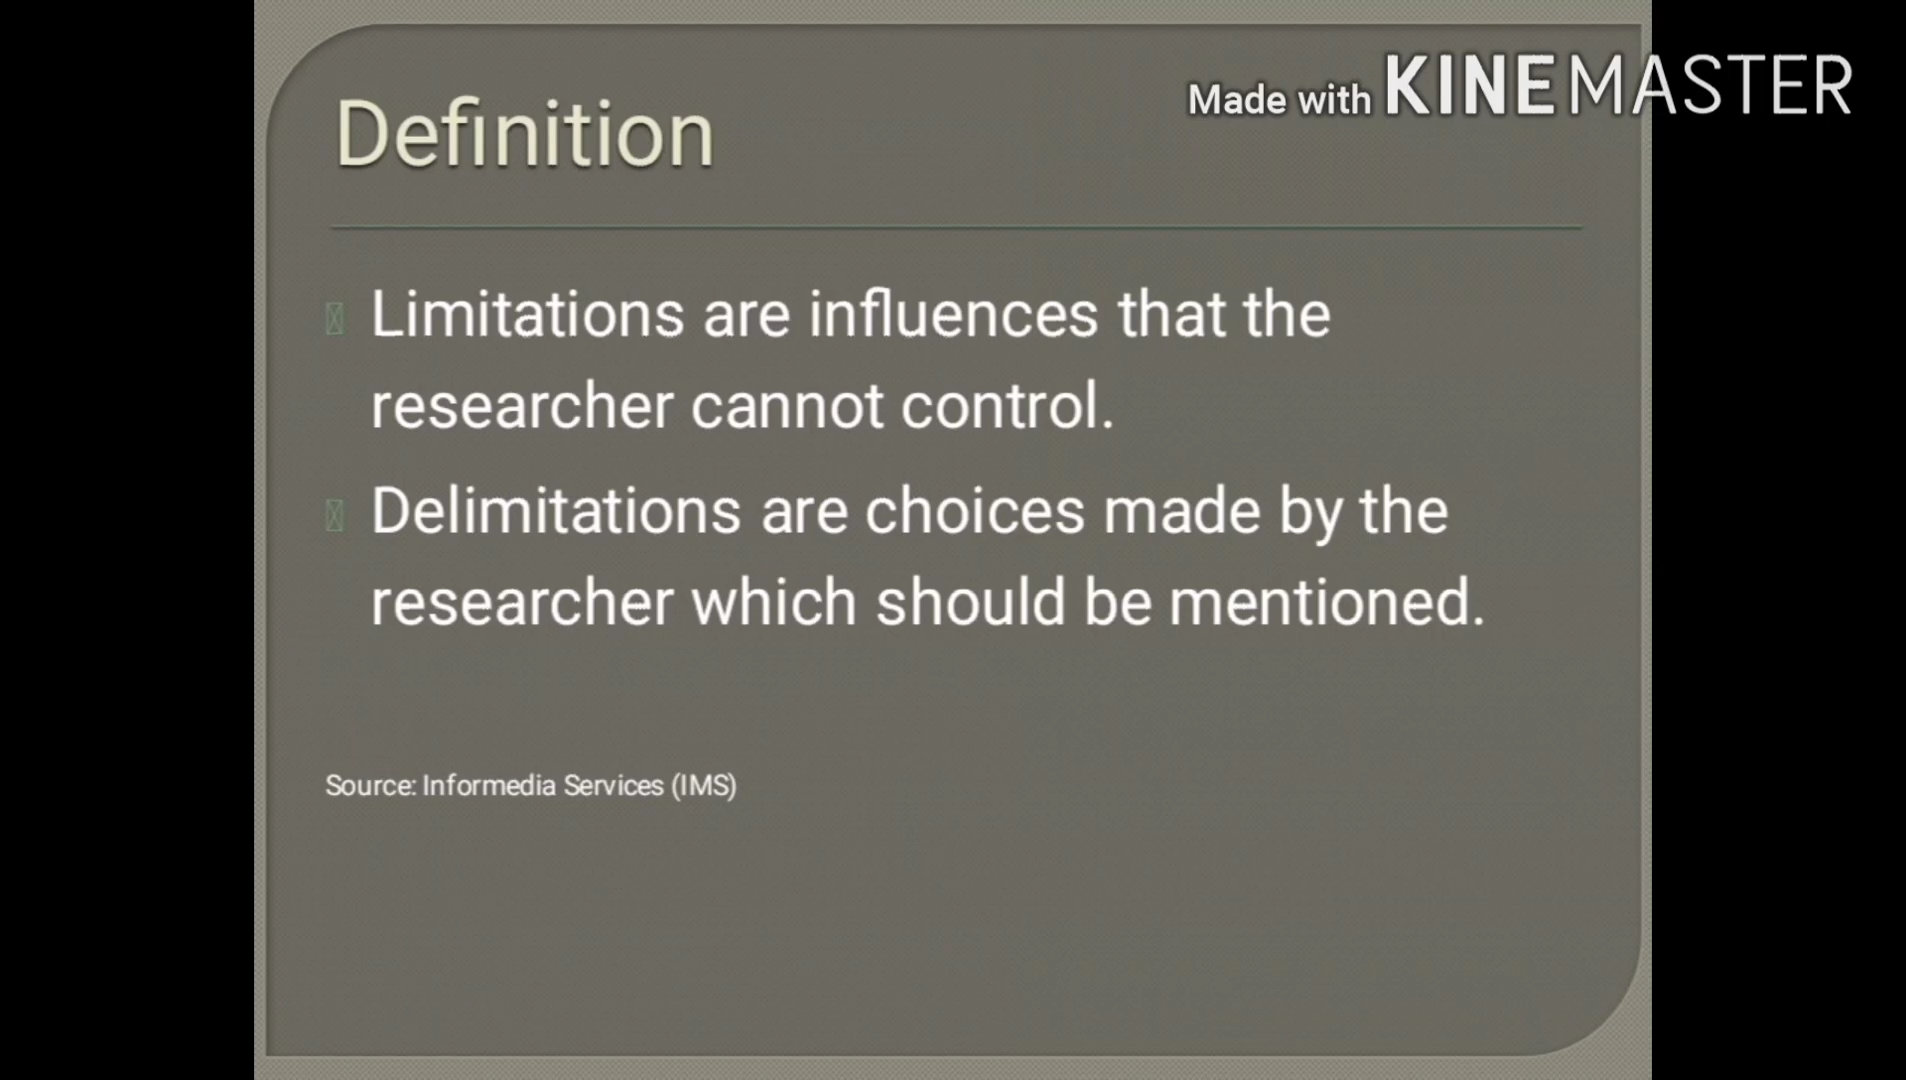 Made with KINEMASTER
Definition
Limitations are influences that the
researcher cannot control.
Delimitations are choices made by the
researcher which should be mentioned.
Source: Informedia Services (IMS)